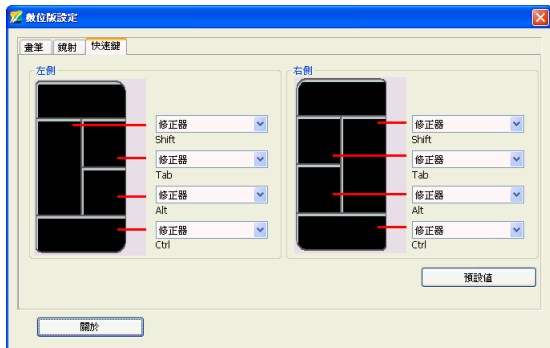 數位版設定
畫筆 鏡射 快速鍵
左側
修正器
Shift
修正器
Tab
修正器
Alt
修正器
Ctrl
右側
修正器
Shift
修正器
Tab
修正器
Alt
修正器
Ctrl
預設值
關於